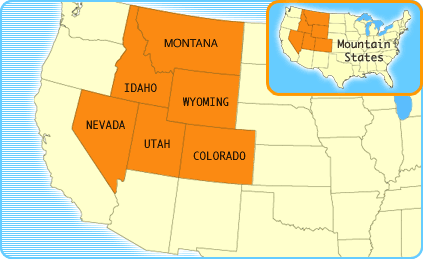 Mountain
States
MONTANA
IDAHO
WYOMING
NEVADA
UTAH
COLORADO